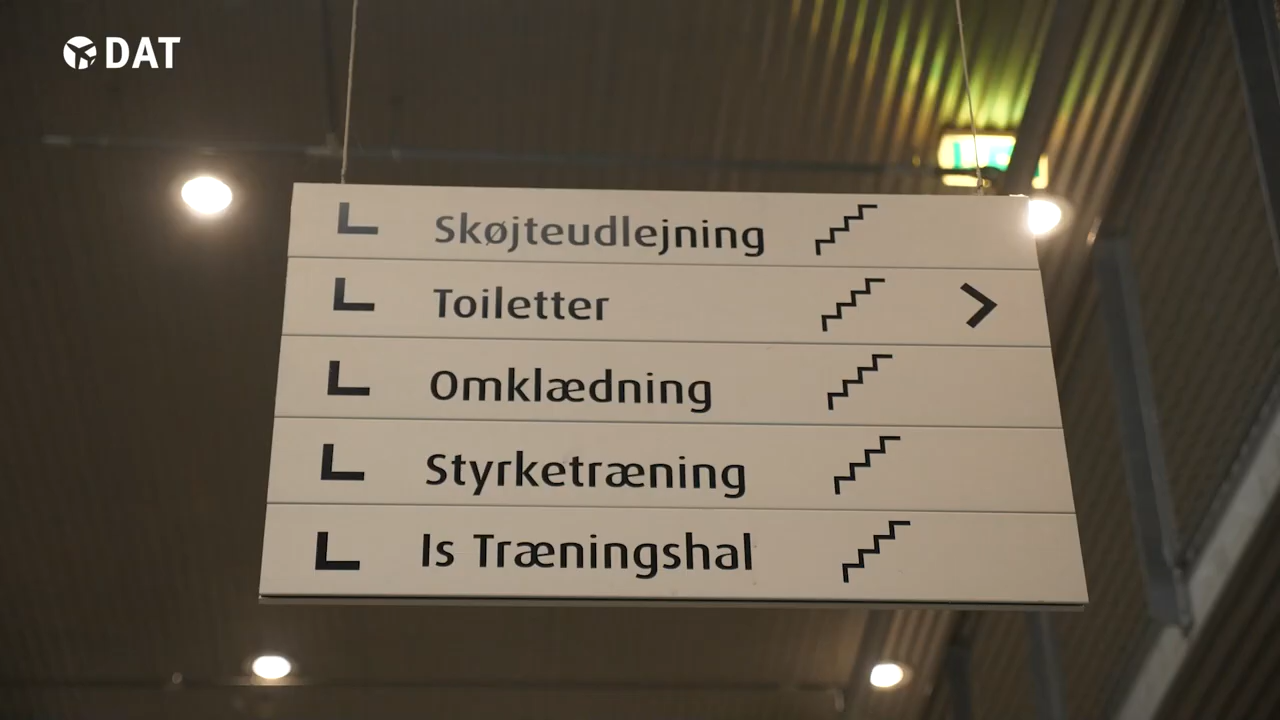 DAT
Skøjteudlejning
Toiletter
Omklædning
Styrketræning
Is Træningshal